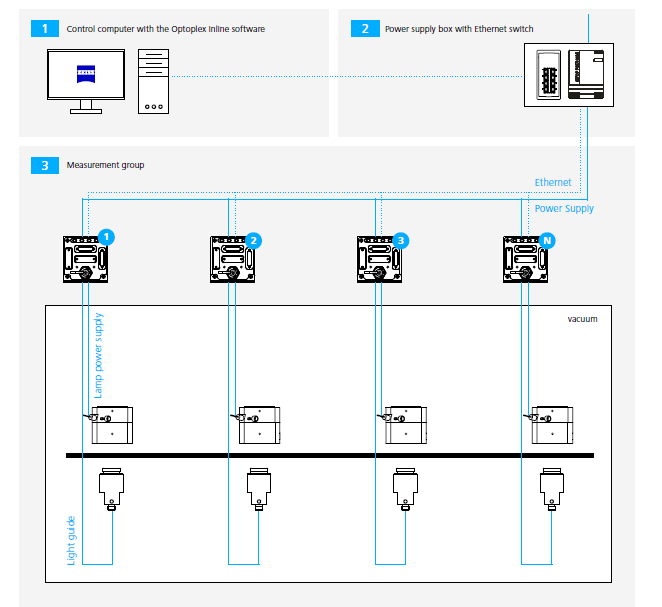 1 Control computer with the Optoplex Inline software
2 Power supply box with Ethernet switch
ZEISS
3 Measurement group
Ethernet
Power Supply
1
2
3
N
vacuum
Lamp power supply
Light guide